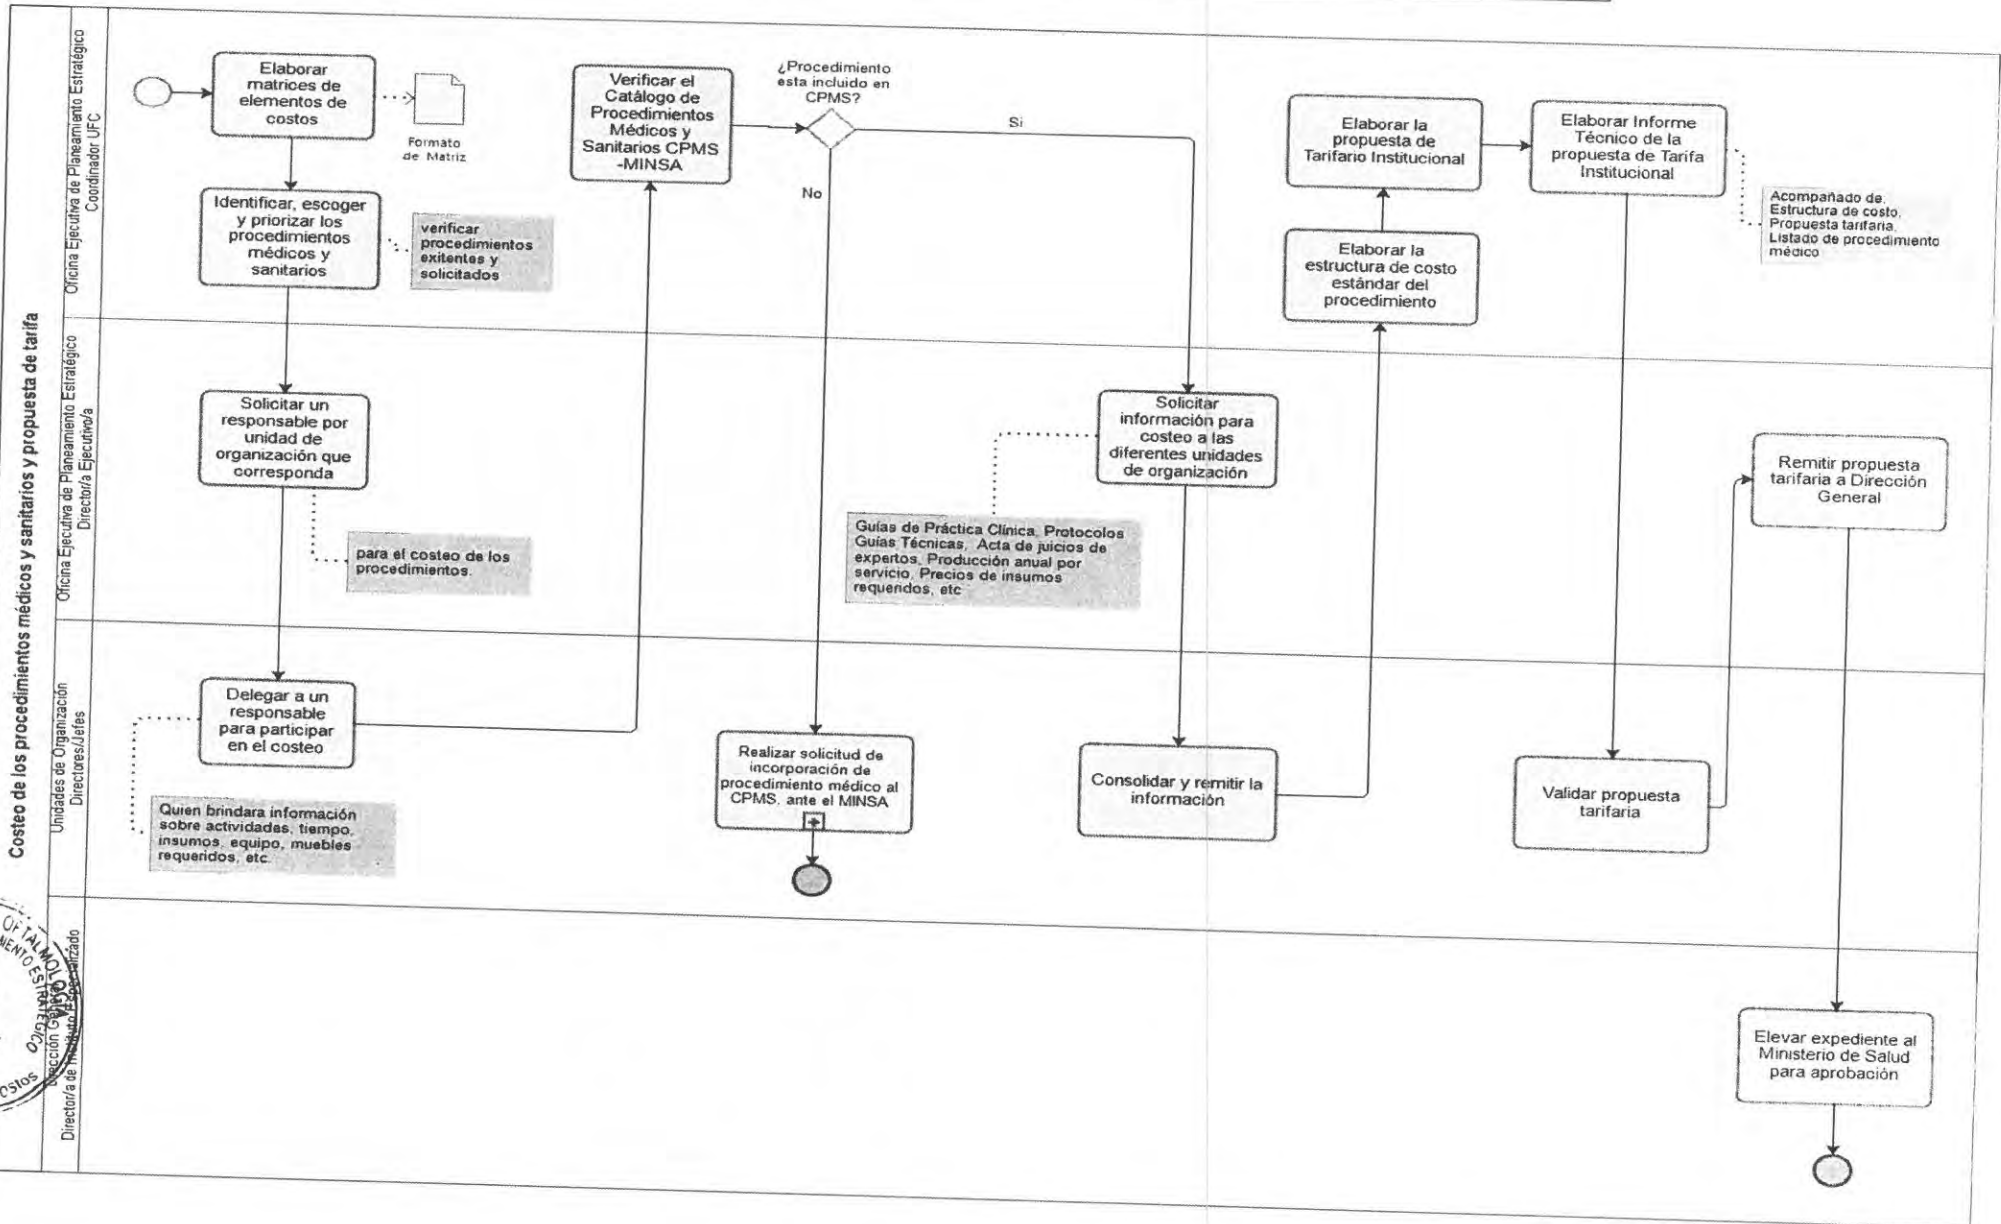 Costeo de los procedimientos médicos y sanitarios y propuesta de tarifa
Oficina Ejecutiva de Planeamiento Estratégico
Coordinador UFC
Elaborar
matrices de
elementos de
costos
Formato
de Matriz
Identificar, escoger
y priorizar los
procedimientos
médicos y
sanitarios
verificar
procedimientos
exitentes y
solicitados
Verificar el
Catálogo de
Procedimientos
Médicos y
Sanitarios CPMS
-MINSA
¿Procedimiento
esta incluido en
CPMS?
Si
No
Elaborar la
propuesta de
Tarifario Institucional
Elaborar Informe
Técnico de la
propuesta de Tarifa
Institucional
Acompañado de.
Estructura de costo,
Propuesta tarifaria,
Listado de procedimiento
médico
Elaborar la
estructura de costo
estándar del
procedimiento
Oficina Ejecutiva de Planeamiento Estratégico
Director/a Ejecutivo/a
Solicitar un
responsable por
unidad de
organización que
corresponda
para el costeo de los
procedimientos.
Solicitar
información para
costeo a las
diferentes unidades
de organización
Guías de Práctica Clínica, Protocolos
Guías Técnicas, Acta de juicios de
expertos, Producción anual por
servicio, Precios de insumos
requeridos, etc
Remitir propuesta
tarifaria a Dirección
General
Unidades de Organización
Directores/Jefes
Delegar a un
responsable
para participar
en el costeo
Quien brindara información
sobre actividades, tiempo,
insumos, equipo, muebles
requeridos, etc.
Realizar solicitud de
incorporación de
procedimiento médico al
CPMS, ante el MINSA
Consolidar y remitir la
información
Validar propuesta
tarifaria
Dirección General
Director/a de Instituto Especializado
Elevar expediente al
Ministerio de Salud
para aprobación